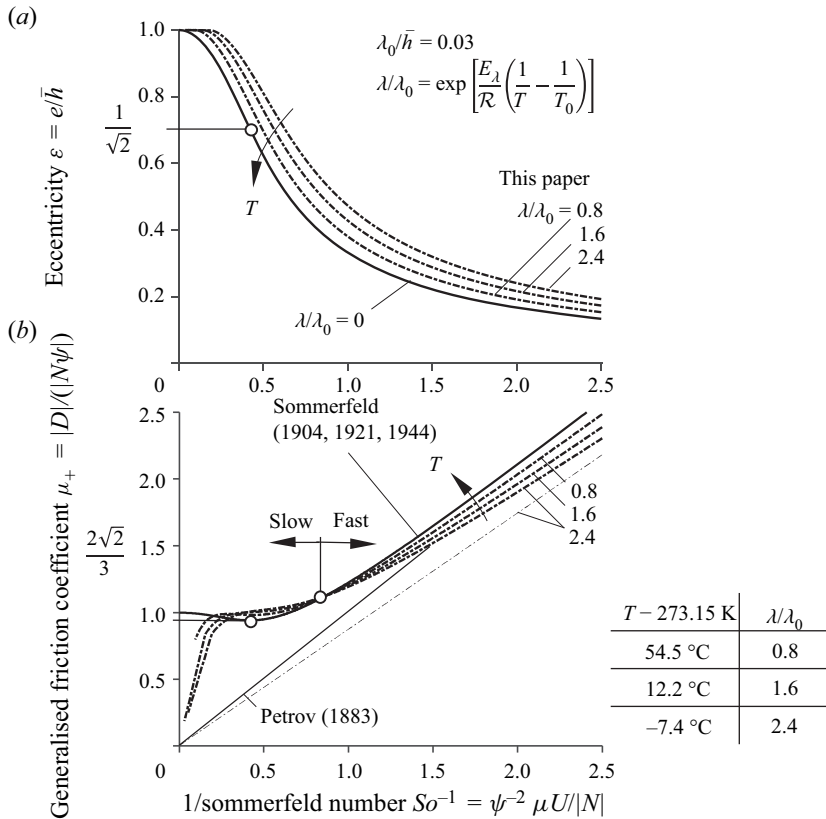 (a)
1.0
0.8
1/√2
0.6
0.4
0.2
0
0.5
1.0
1.5
2.0
2.5
Eccentricity ε = e/h̄
λ₀/h̄ = 0.03
λ/λ₀ = exp[E_λ/ℛ(1/T − 1/T₀)]
T
This paper
λ/λ₀ = 0.8
1.6
2.4
λ/λ₀ = 0
(b)
Generalised friction coefficient μ₊ = |D|/(|Nψ|)
2.5
2.0
1.5
2√2/3
1.0
0.5
0
Sommerfeld
(1904, 1921, 1944)
T
0.8
1.6
2.4
Slow
Fast
Petrov (1883)
0
0.5
1.0
1.5
2.0
2.5
1/sommerfeld number So⁻¹ = ψ⁻² μU/|N|
T − 273.15 K λ/λ₀
54.5 °C 0.8
12.2 °C 1.6
–7.4 °C 2.4